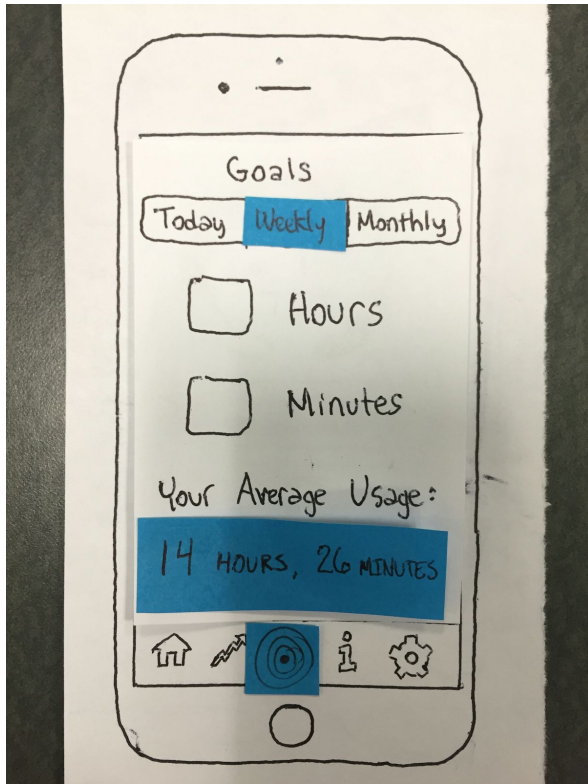 Goals
Today Weekly Monthly
Hours
Minutes
Your Average Usage:
14 HOURS, 26 MINUTES
i